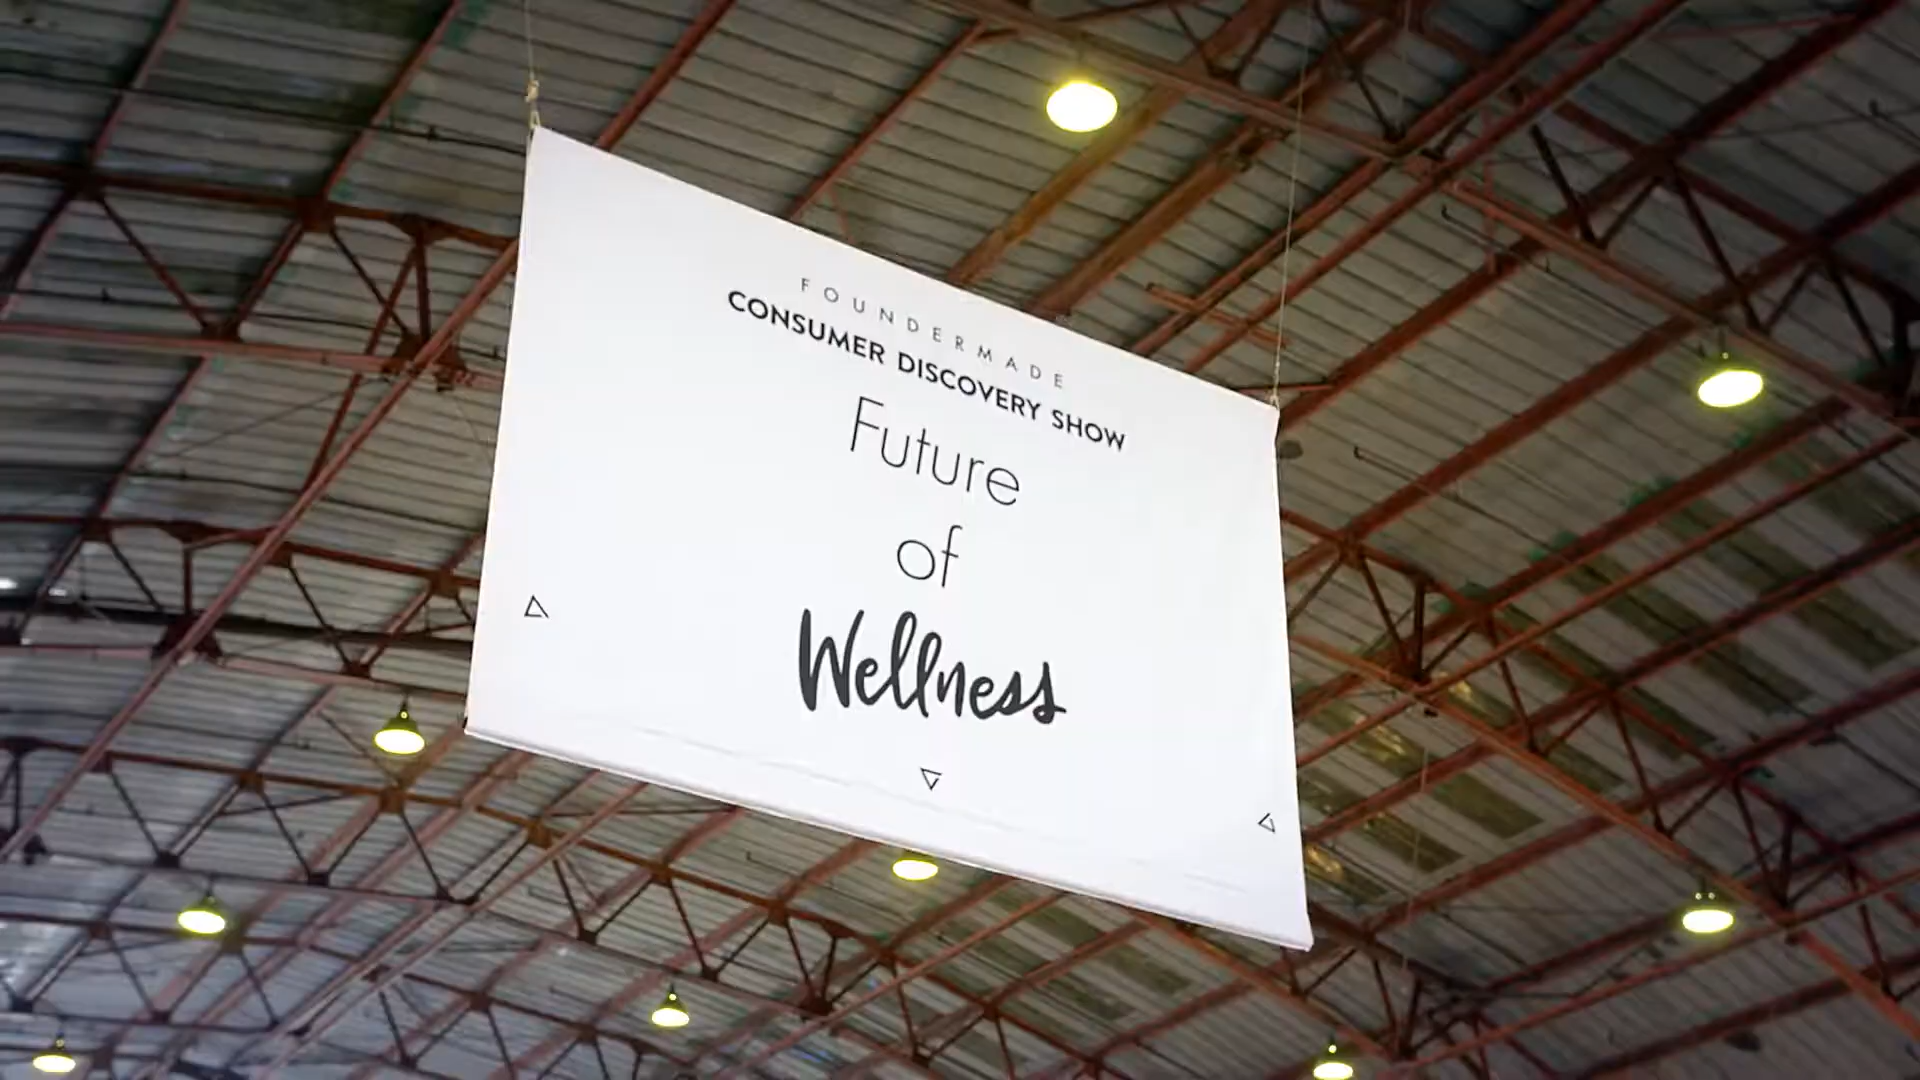 FOUNDERMADE
CONSUMER DISCOVERY SHOW
Future
of
Wellness